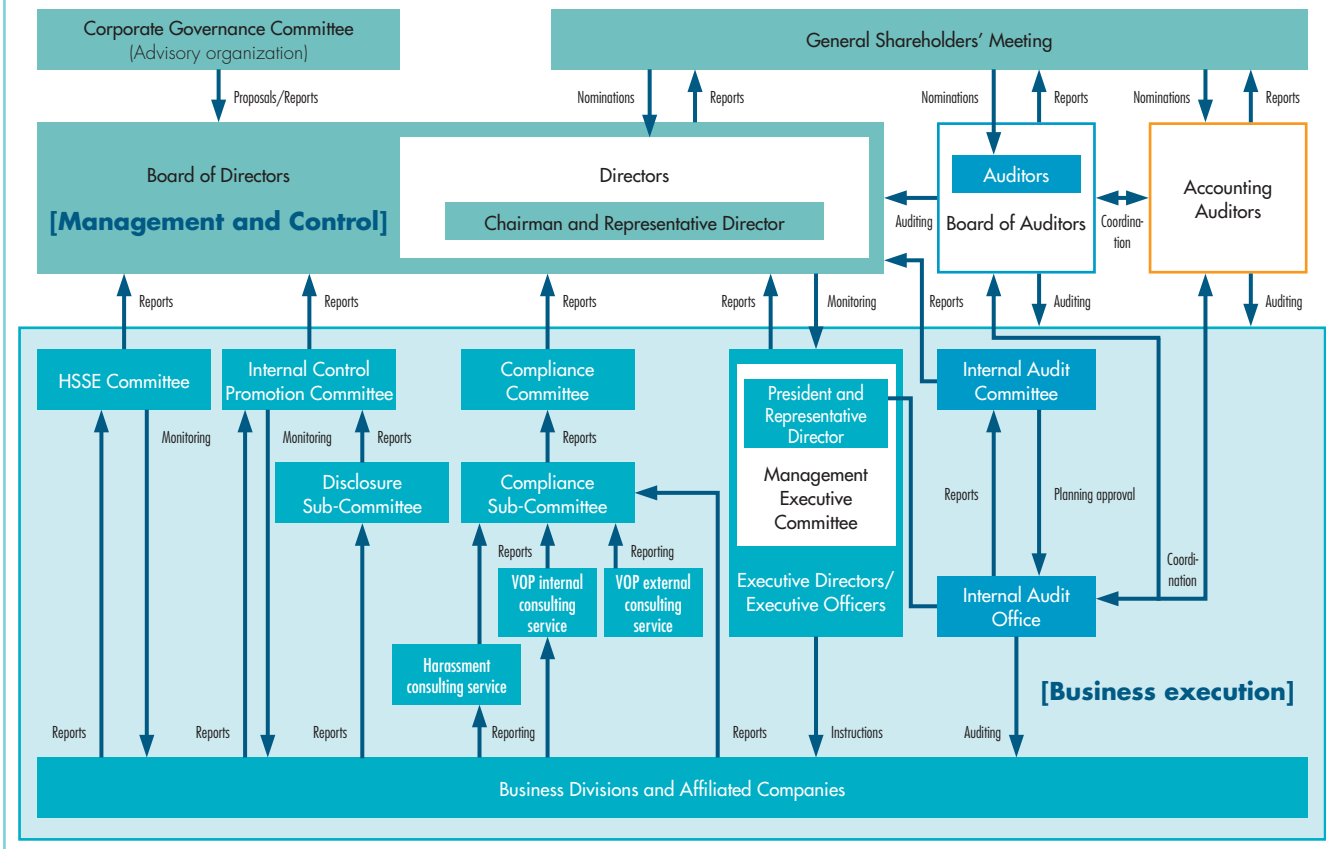 Corporate Governance Committee
(Advisory organization)
General Shareholders' Meeting
Proposals/Reports
Nominations
Reports
Nominations
Reports
Nominations
Reports
Board of Directors
[Management and Control]
Directors
Chairman and Representative Director
Auditing
Auditors
Board of Auditors
Coordina-
tion
Accounting
Auditors
Reports
Reports
Reports
Reports
Monitoring
Reports
Auditing
Auditing
HSSE Committee
Internal Control
Promotion Committee
Compliance
Committee
President and
Representative
Director
Management
Executive
Committee
Internal Audit
Committee
Monitoring
Monitoring
Reports
Reports
Disclosure
Sub-Committee
Compliance
Sub-Committee
Reports
Planning approval
Reports
Reporting
VOP internal
consulting
service
VOP external
consulting
service
Executive Directors/
Executive Officers
Internal Audit
Office
Coordi-
nation
Harassment
consulting service
[Business execution]
Reports
Reports
Reports
Reporting
Reports
Instructions
Auditing
Business Divisions and Affiliated Companies